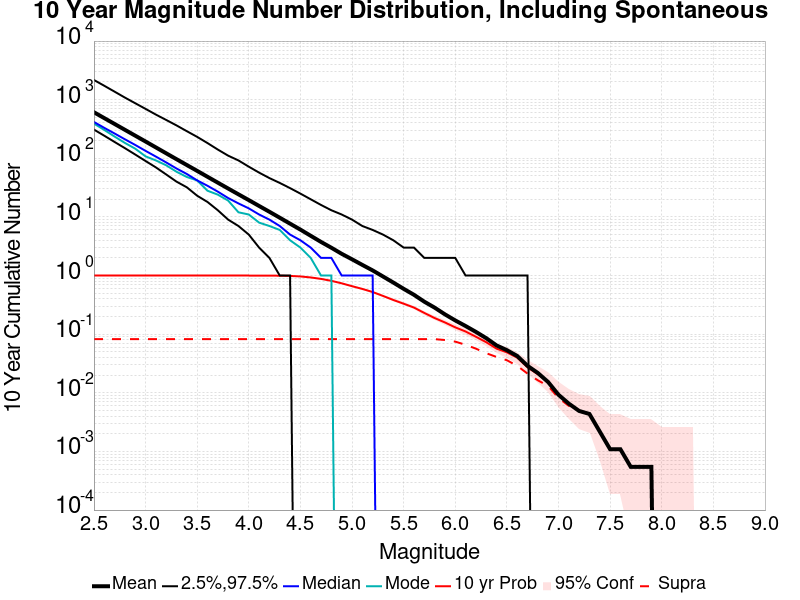 10 Year Magnitude Number Distribution, Including Spontaneous
10 Year Cumulative Number
10 4
10 3
10 2
10 1
10 0
10 -1
10 -2
10 -3
10 -4
2.5 3.0 3.5 4.0 4.5 5.0 5.5 6.0 6.5 7.0 7.5 8.0 8.5 9.0
Magnitude
Mean 2.5%,97.5% Median Mode 10 yr Prob 95% Conf Supra